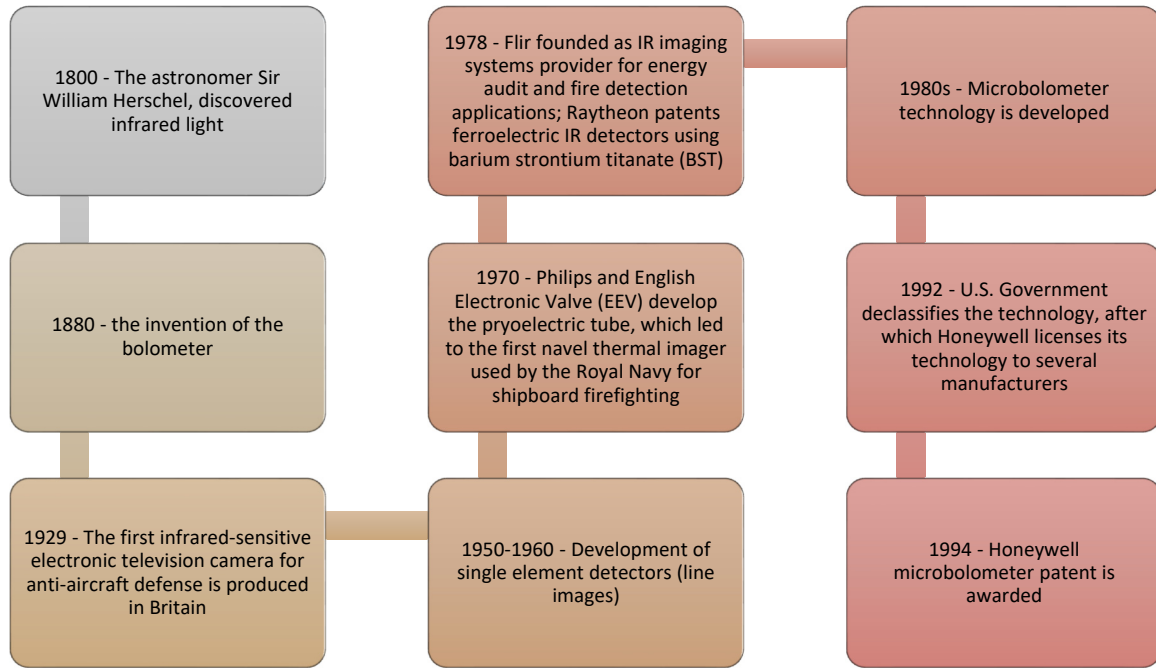 1800 - The astronomer Sir
William Herschel, discovered
infrared light
1880 - the invention of the
bolometer
1929 - The first infrared-sensitive
electronic television camera for
anti-aircraft defense is produced
in Britain
1950-1960 - Development of
single element detectors (line
images)
1970 - Philips and English
Electronic Valve (EEV) develop
the pryoelectric tube, which led
to the first navel thermal imager
used by the Royal Navy for
shipboard firefighting
1978 - Flir founded as IR imaging
systems provider for energy
audit and fire detection
applications; Raytheon patents
ferroelectric IR detectors using
barium strontium titanate (BST)
1980s - Microbolometer
technology is developed
1992 - U.S. Government
declassifies the technology, after
which Honeywell licenses its
technology to several
manufacturers
1994 - Honeywell
microbolometer patent is
awarded